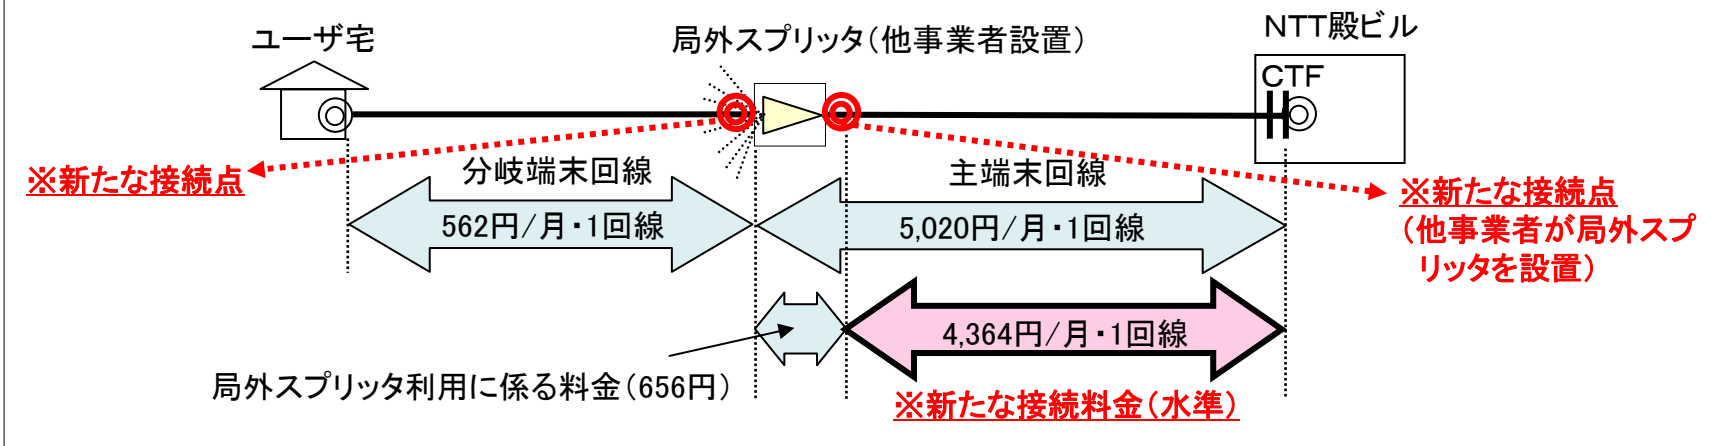 ユーザ宅
局外スプリッタ(他事業者設置)
NTT殿ビル
CTF
※新たな接続点
分岐端末回線
主端末回線
※新たな接続点
(他事業者が局外スプ
リッタを設置)
562円/月・1回線
5,020円/月・1回線
4,364円/月・1回線
局外スプリッタ利用に係る料金(656円)
※新たな接続料金(水準)